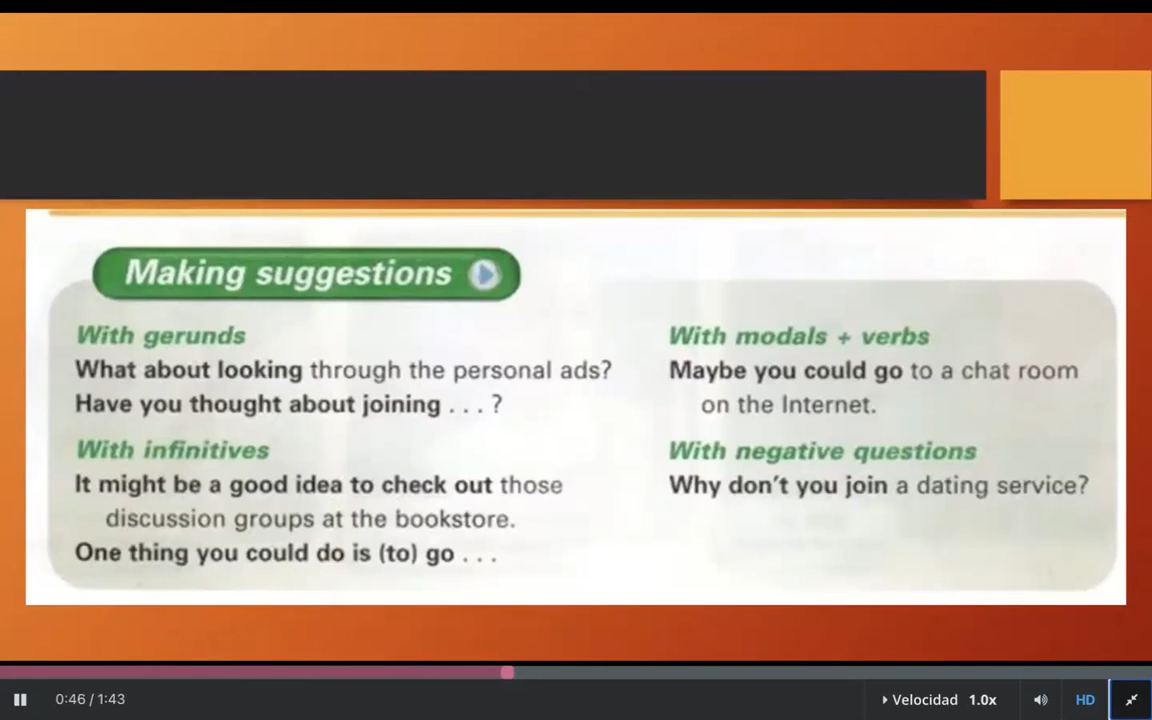 Making suggestions
With gerunds
What about looking through the personal ads?
Have you thought about joining . . . ?
With infinitives
It might be a good idea to check out those
discussion groups at the bookstore.
One thing you could do is (to) go . . .
With modals + verbs
Maybe you could go to a chat room
on the Internet.
With negative questions
Why don't you join a dating service?
0:46 / 1:43
Velocidad 1.0x
HD